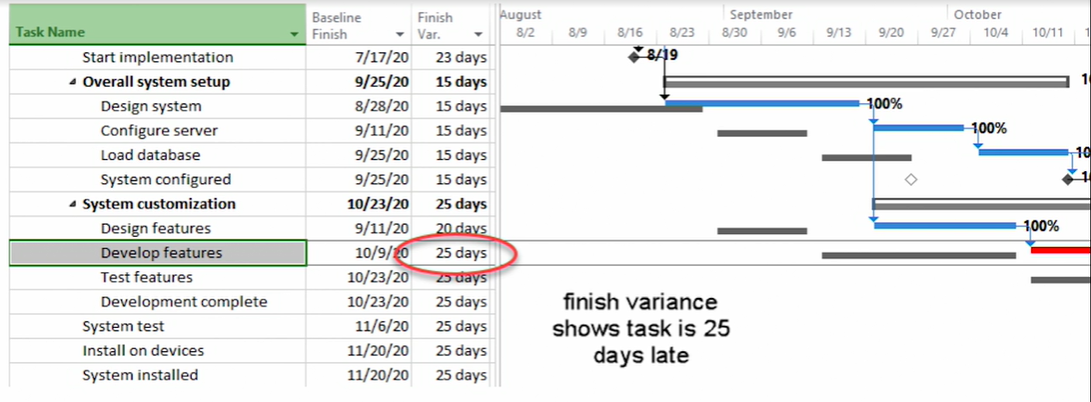 Task Name Baseline Finish Finish Var. August September October
8/2 8/9 8/16 8/23 8/30 9/6 9/13 9/20 9/27 10/4 10/11
Start implementation 7/17/20 23 days 8/19
Overall system setup 9/25/20 15 days
Design system 8/28/20 15 days 100%
Configure server 9/11/20 15 days 100%
Load database 9/25/20 15 days 10
System configured 9/25/20 15 days
System customization 10/23/20 25 days
Design features 9/11/20 20 days 100%
Develop features 10/9/20 25 days
Test features 10/23/20 25 days
Development complete 10/23/20 25 days
System test 11/6/20 25 days
Install on devices 11/20/20 25 days
System installed 11/20/20 25 days
finish variance
shows task is 25
days late